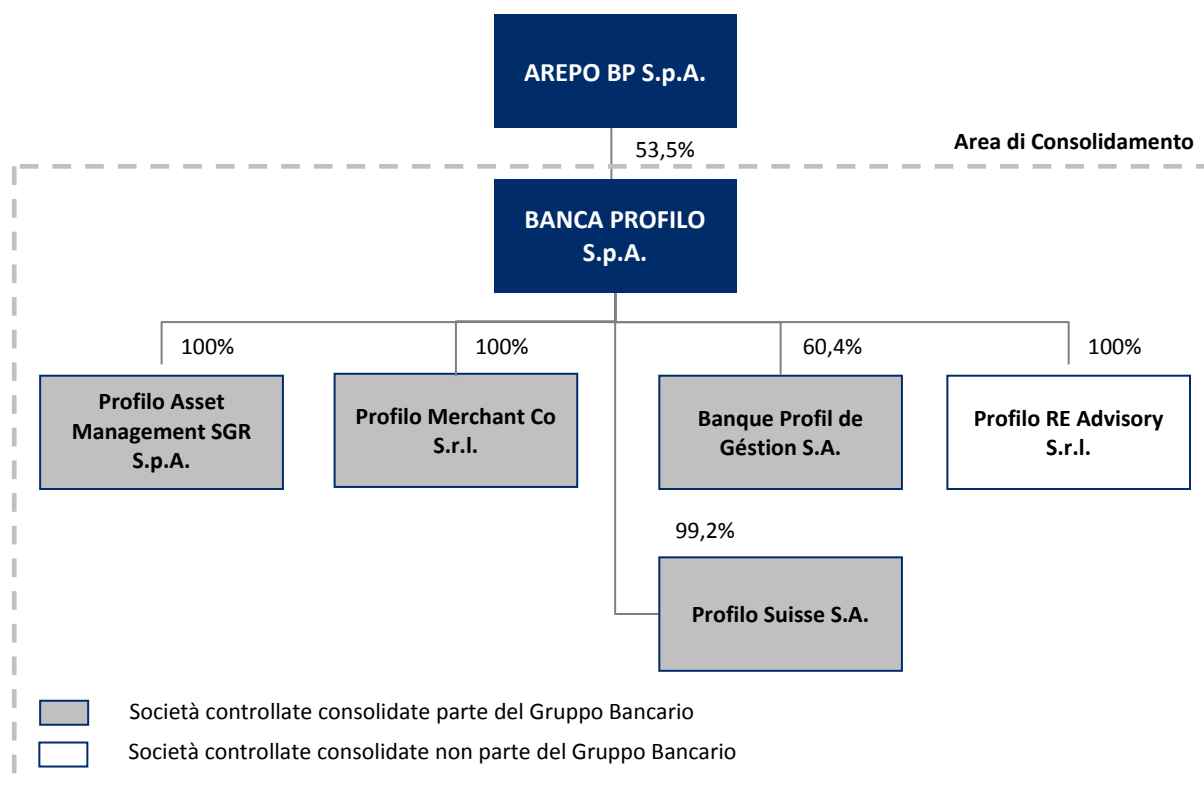 AREPO BP S.p.A.
53,5%
Area di Consolidamento
BANCA PROFILO
S.p.A.
100%
100%
60,4%
100%
Profilo Asset
Management SGR
S.p.A.
Profilo Merchant Co
S.r.l.
Banque Profil de
Géstion S.A.
Profilo RE Advisory
S.r.l.
99,2%
Profilo Suisse S.A.
Società controllate consolidate parte del Gruppo Bancario
Società controllate consolidate non parte del Gruppo Bancario